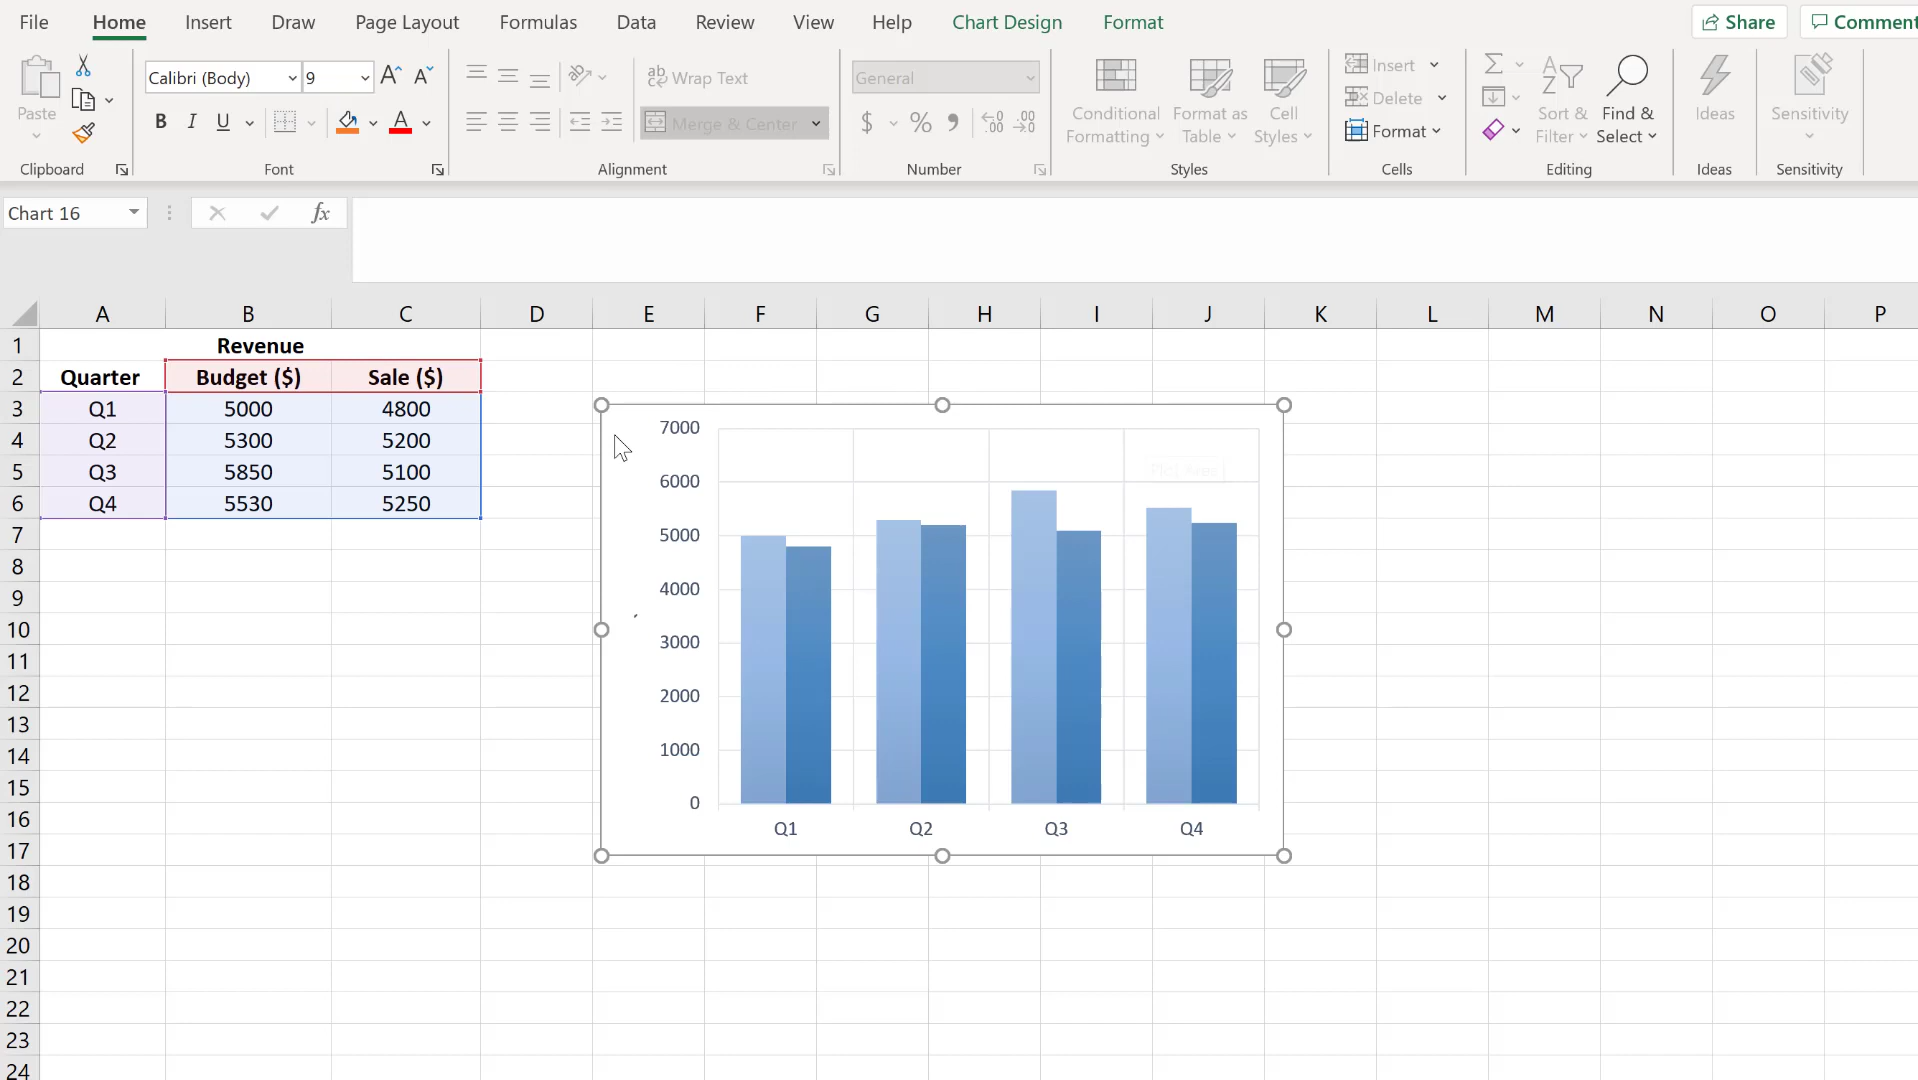 File Home Insert Draw Page Layout Formulas Data Review View Help Chart Design Format Share Comment
Calibri (Body) 9 A A ab Wrap Text General Insert
Paste Conditional Format as Cell Delete Sort & Find & Ideas Sensitivity
B I U A Merge & Center $ % Formatting Table Styles Format Filter Select
Clipboard Font Alignment Number Styles Cells Editing Ideas Sensitivity
Chart 16 fx
A B C D E F G H I J K L M N O P
1 Revenue
2 Quarter Budget ($) Sale ($)
3 Q1 5000 4800
4 Q2 5300 5200
5 Q3 5850 5100
6 Q4 5530 5250
7
8
9
10
11
12
13
14
15
16
17
18
19
20
21
22
23
24
7000
6000
Plot Area
5000
4000
3000
2000
1000
0
Q1 Q2 Q3 Q4